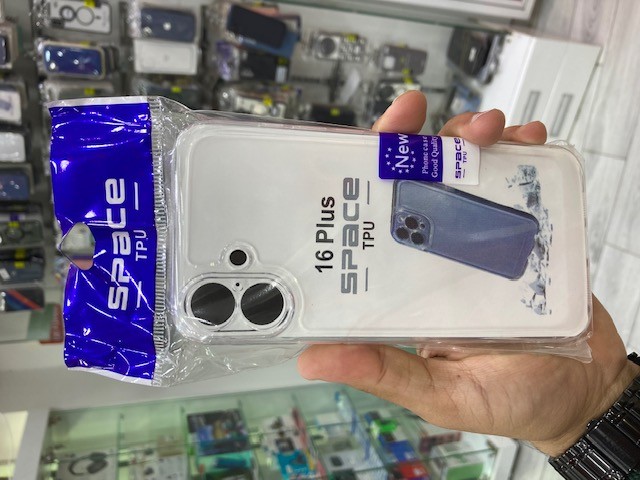 SPACE
TPU
16 Plus
SPACE
TPU
New
Phone case
Good Quality
SPACE
TPU